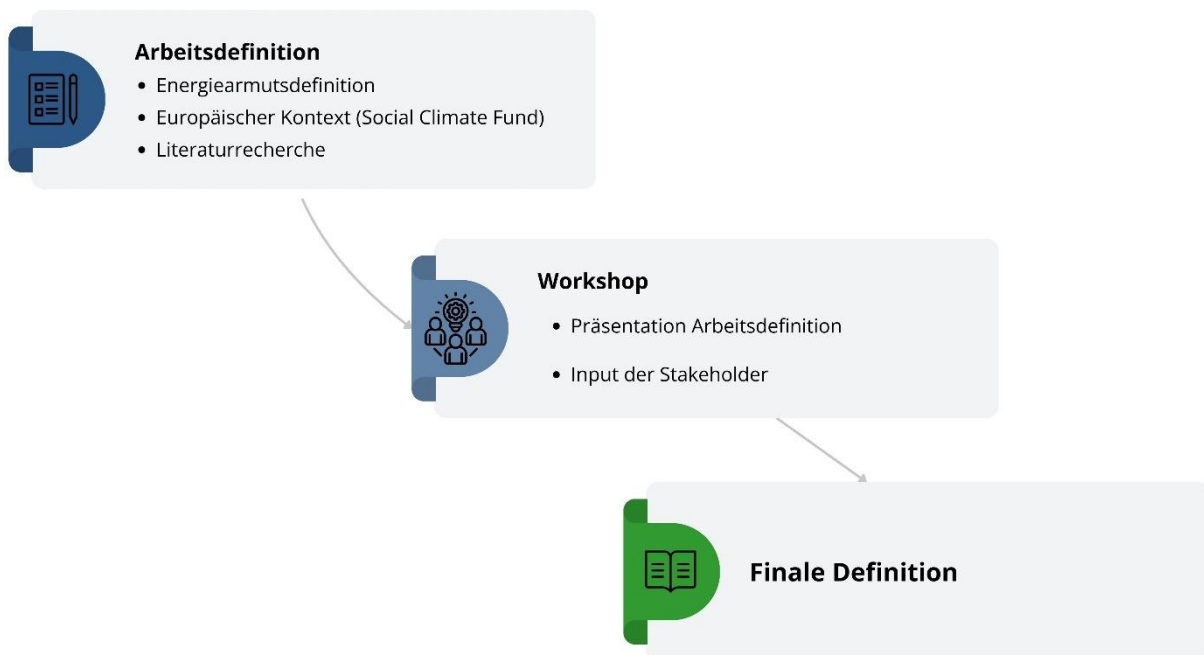 Arbeitsdefinition
• Energiearmutsdefinition
• Europäischer Kontext (Social Climate Fund)
• Literaturrecherche
Workshop
• Präsentation Arbeitsdefinition
• Input der Stakeholder
Finale Definition